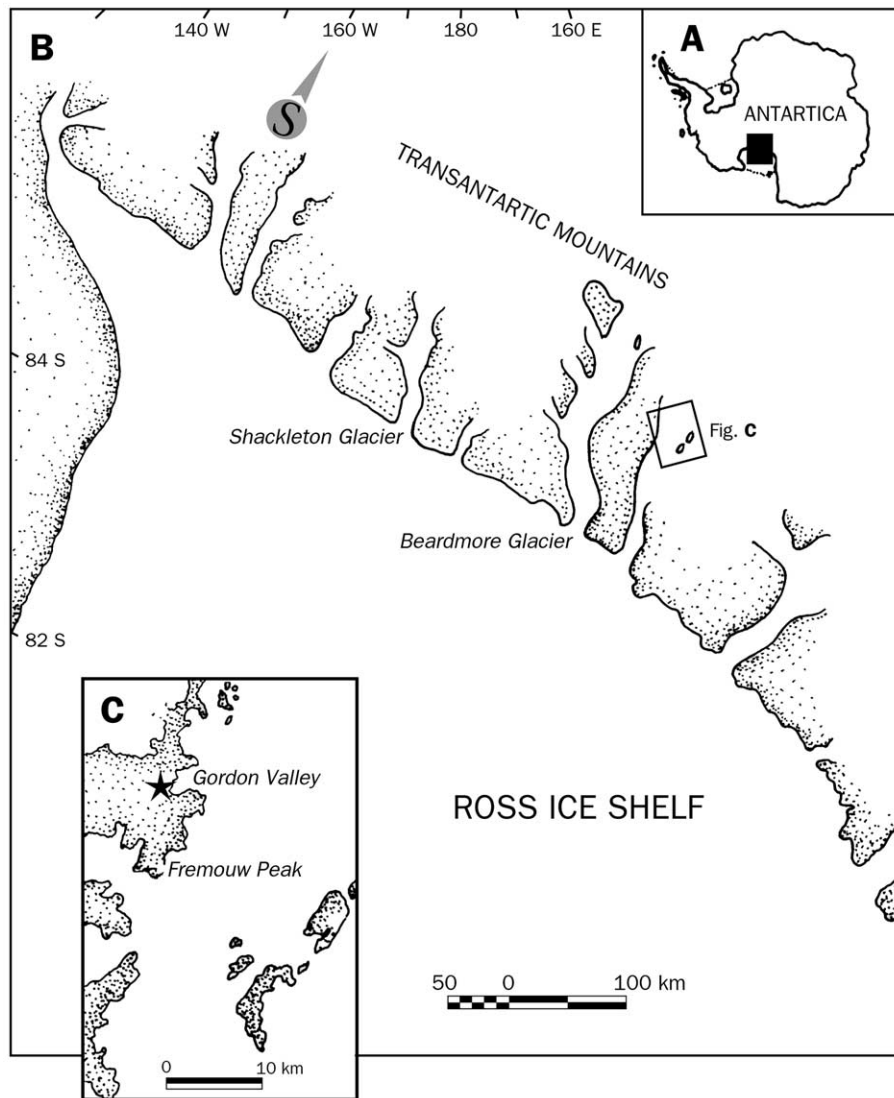 B
140 W
160 W
180
160 E
S
A
ANTARTICA
TRANSANTARTIC MOUNTAINS
84 S
Shackleton Glacier
Fig. C
Beardmore Glacier
82 S
C
Gordon Valley
Fremouw Peak
ROSS ICE SHELF
50 0 100 km
0 10 km